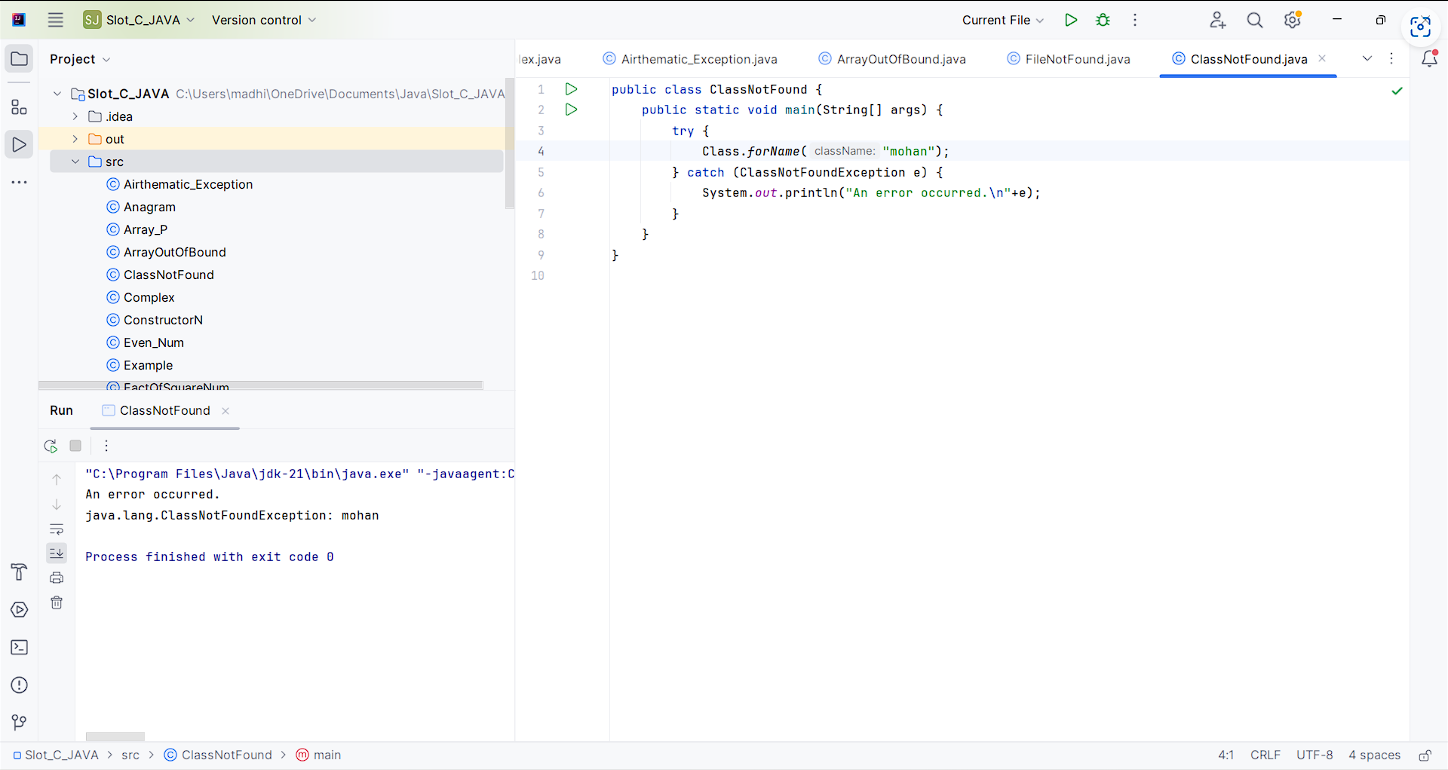 SJ Slot_C_JAVA Version control Current File
Project
Slot_C_JAVA C:\Users\madhi\OneDrive\Documents\Java\Slot_C_JAVA
.idea
out
src
Airthematic_Exception
Anagram
Array_P
ArrayOutOfBound
ClassNotFound
Complex
ConstructorN
Even_Num
Example
FactOfSquareNum
lex.java Airthematic_Exception.java ArrayOutOfBound.java FileNotFound.java ClassNotFound.java
1 public class ClassNotFound {
2 public static void main(String[] args) {
3 try {
4 Class.forName( className: "mohan");
5 } catch (ClassNotFoundException e) {
6 System.out.println("An error occurred.\n"+e);
7 }
8 }
9 }
10
Run ClassNotFound
"C:\Program Files\Java\jdk-21\bin\java.exe" "-javaagent:C
An error occurred.
java.lang.ClassNotFoundException: mohan
Process finished with exit code 0
Slot_C_JAVA > src > ClassNotFound > main 4:1 CRLF UTF-8 4 spaces